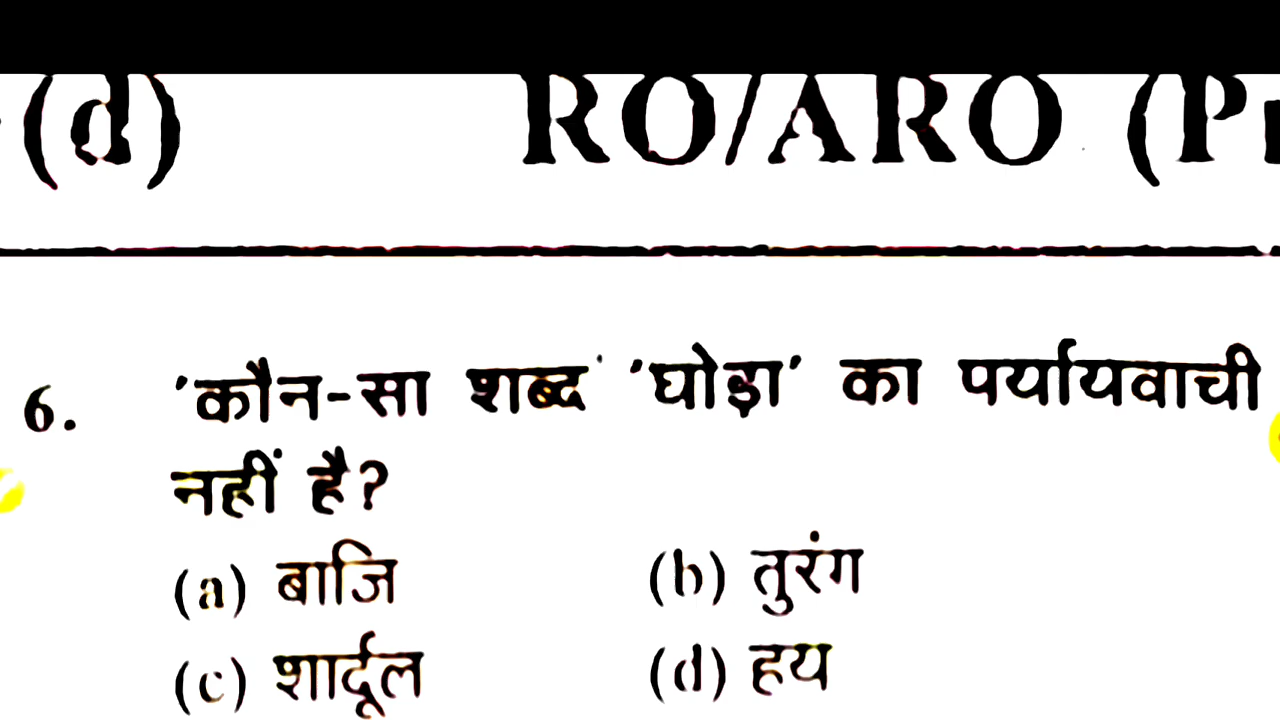 (d) RO/ARO
6. 'कौन-सा शब्द' 'घोड़ा' का पर्यायवाची
नहीं है?
(a) बाजि (b) तुरंग
(c) शार्दूल (d) हय